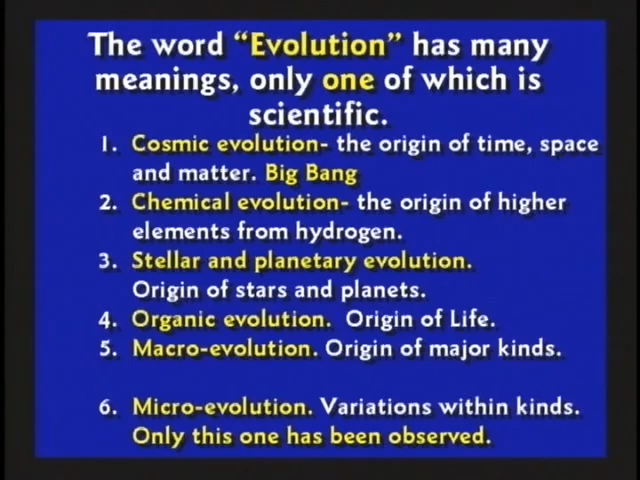 The word “Evolution” has many
meanings, only one of which is
scientific.
1. Cosmic evolution- the origin of time, space
and matter. Big Bang
2. Chemical evolution- the origin of higher
elements from hydrogen.
3. Stellar and planetary evolution.
Origin of stars and planets.
4. Organic evolution. Origin of Life.
5. Macro-evolution. Origin of major kinds.
6. Micro-evolution. Variations within kinds.
Only this one has been observed.